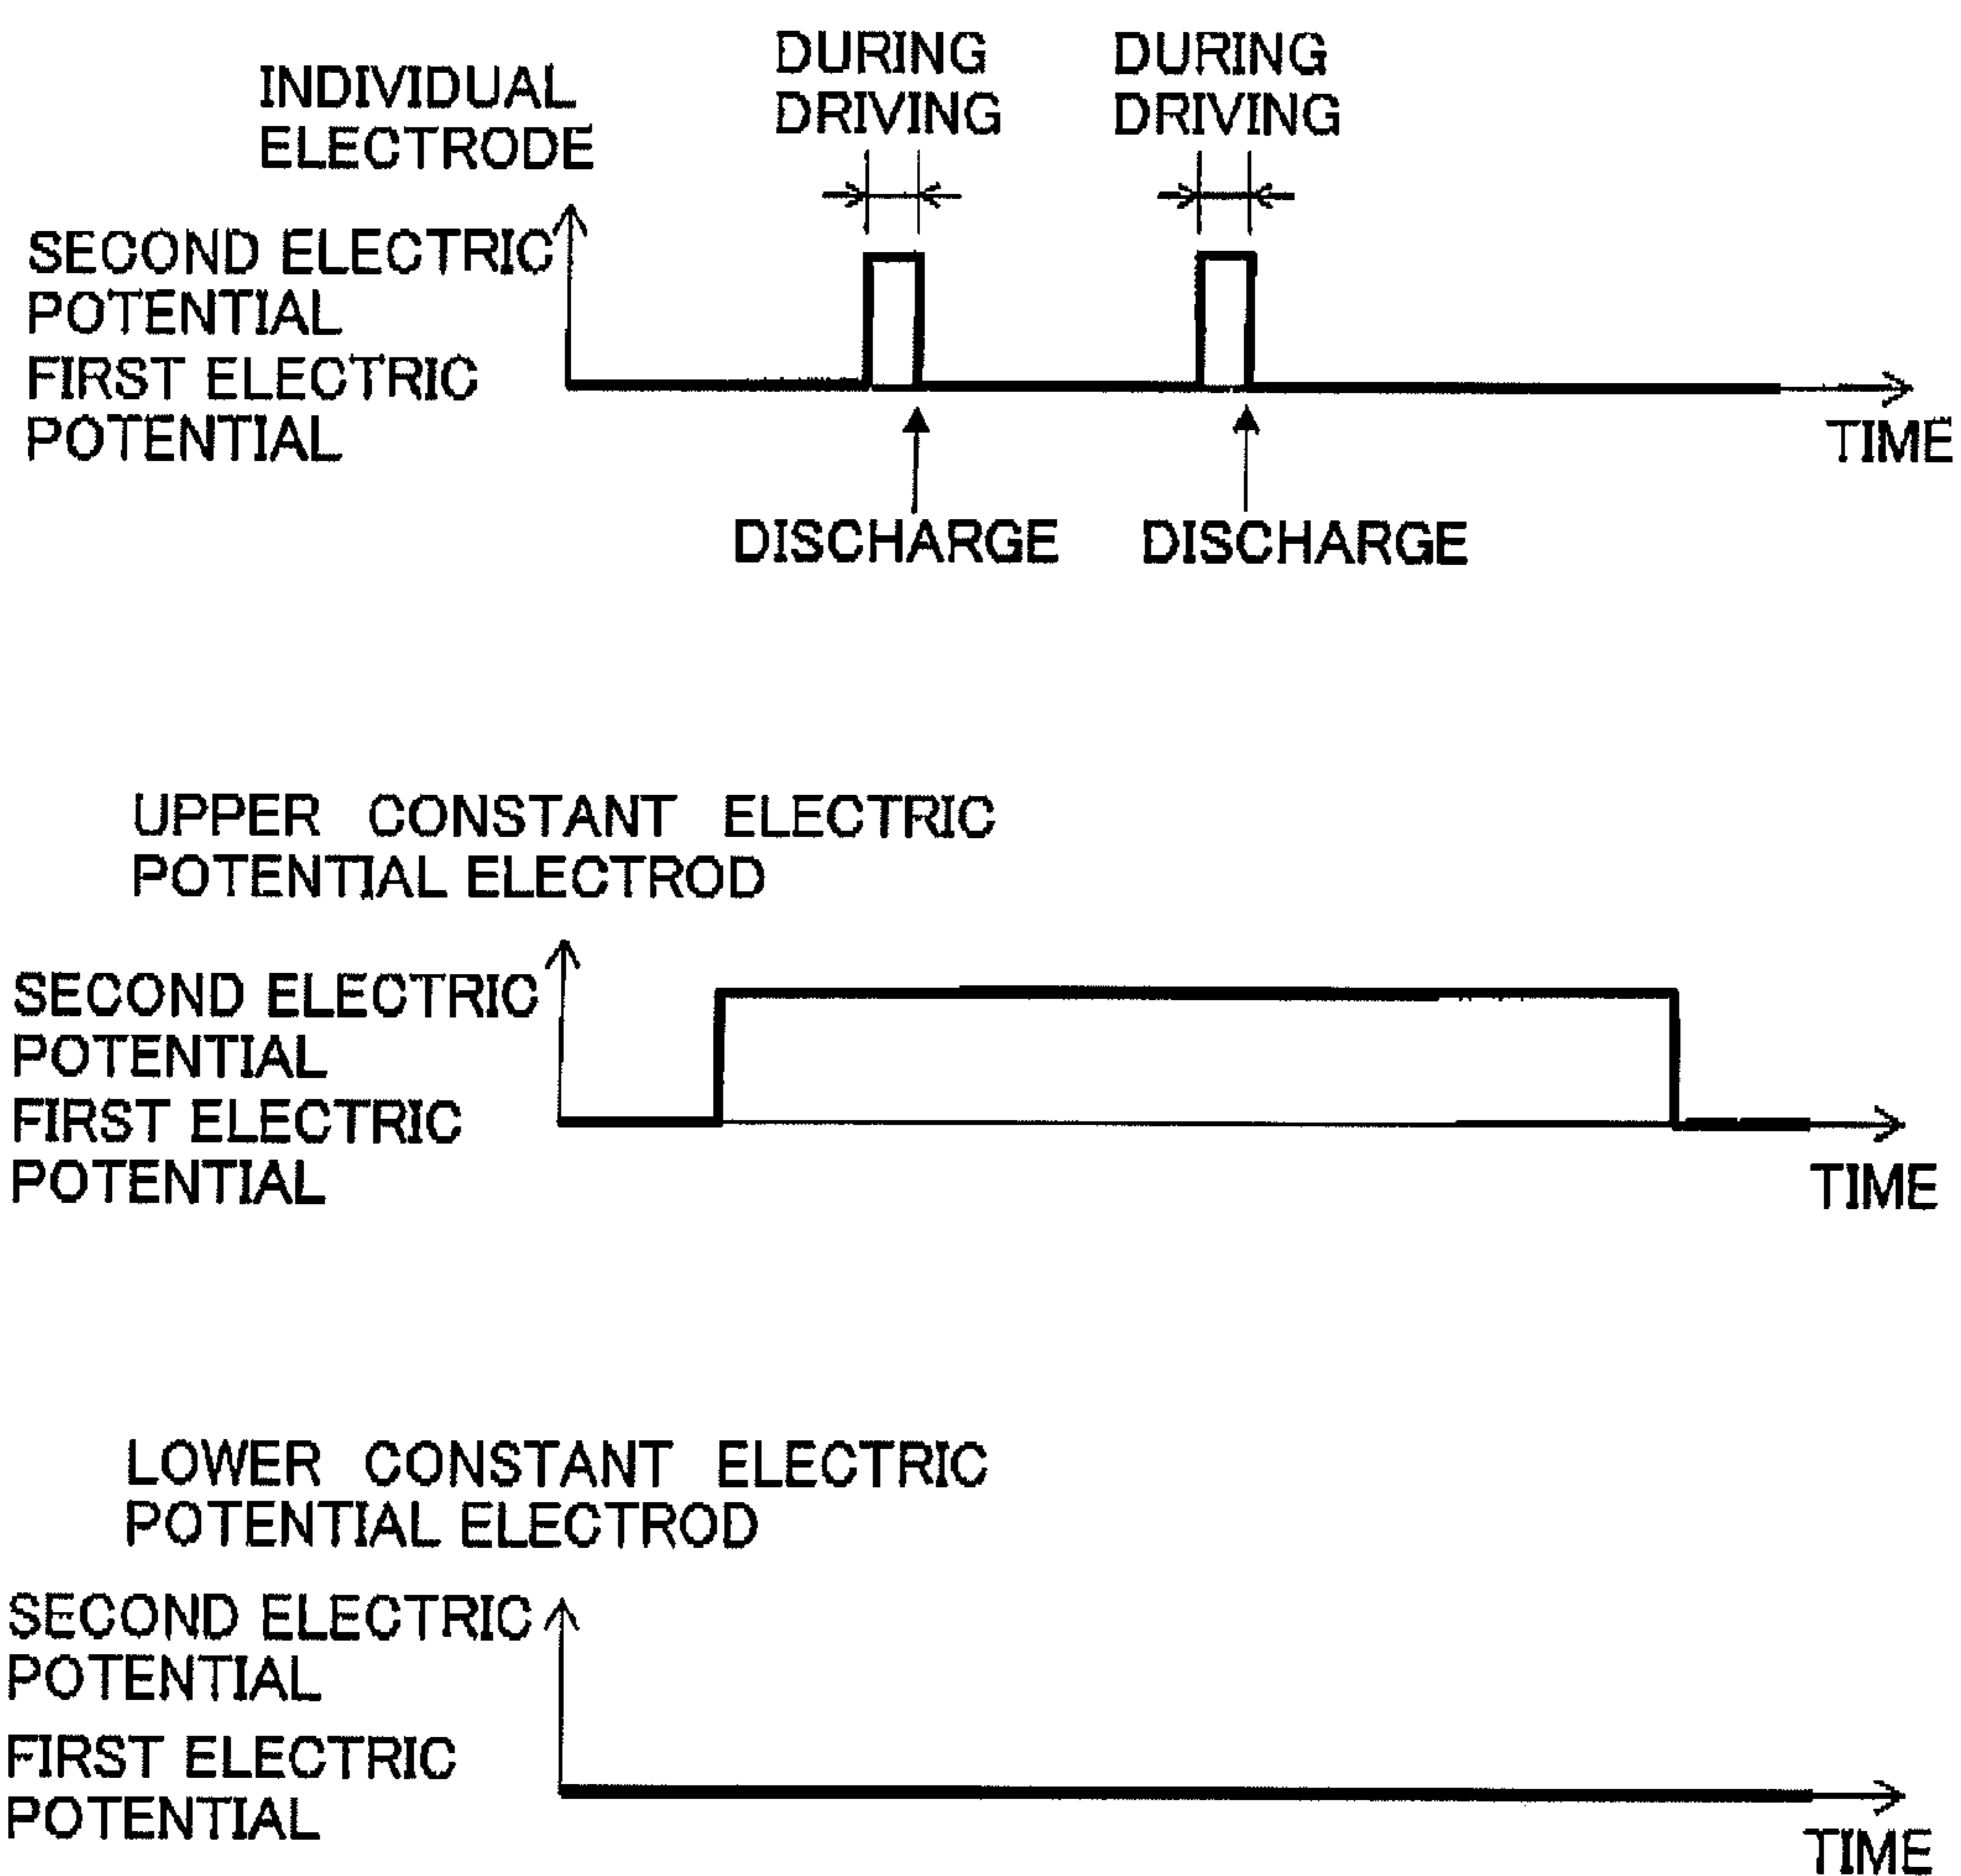 INDIVIDUAL
ELECTRODE
DURING
DRIVING
DURING
DRIVING
SECOND ELECTRIC
POTENTIAL
FIRST ELECTRIC
POTENTIAL
TIME
DISCHARGE
DISCHARGE
UPPER CONSTANT ELECTRIC
POTENTIAL ELECTROD
SECOND ELECTRIC
POTENTIAL
FIRST ELECTRIC
POTENTIAL
TIME
LOWER CONSTANT ELECTRIC
POTENTIAL ELECTROD
SECOND ELECTRIC
POTENTIAL
FIRST ELECTRIC
POTENTIAL
TIME